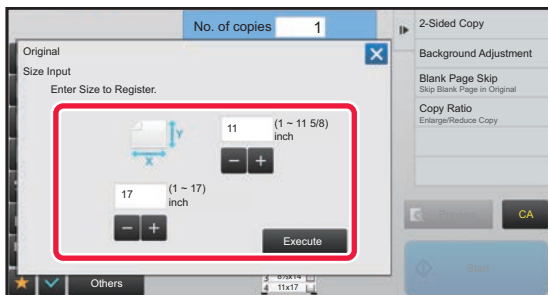 No. of copies 1
2-Sided Copy
Original
Background Adjustment
Size Input
Blank Page Skip
Skip Blank Page in Original
Enter Size to Register.
Copy Ratio
Enlarge/Reduce Copy
Y
X
11 (1 ~ 11 5/8)
inch
17 (1 ~ 17)
inch
Execute
CA
Start
Others
4 11x17